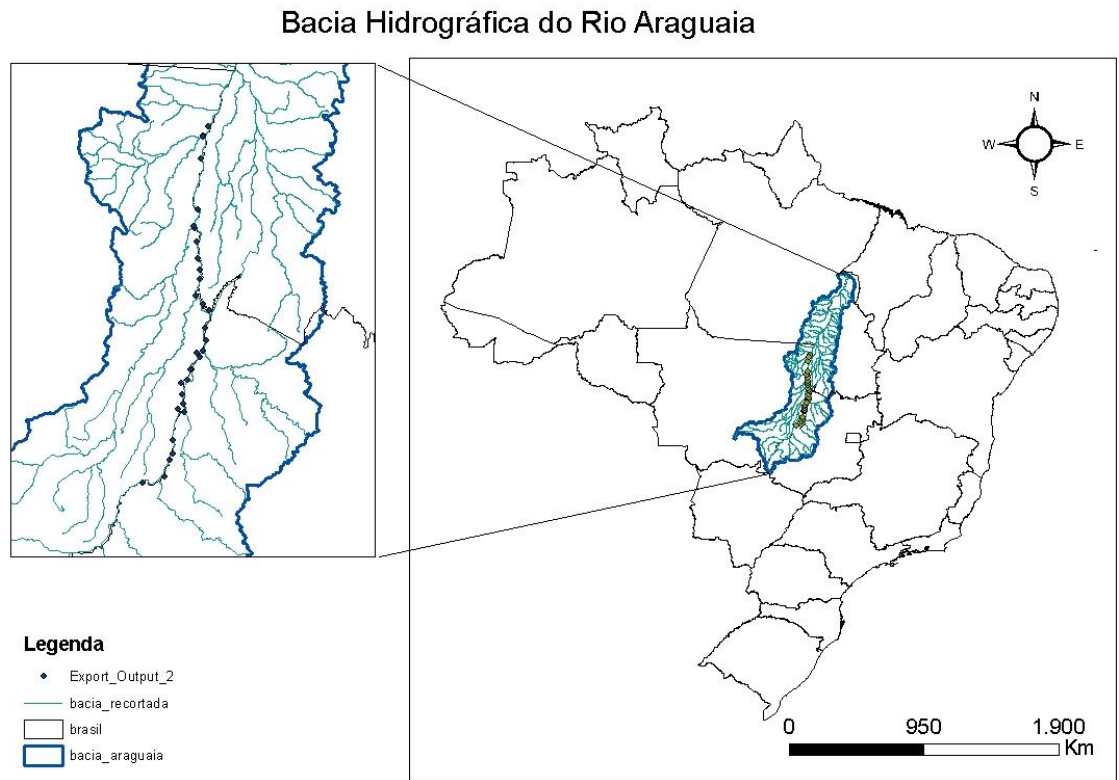 Bacia Hidrográfica do Rio Araguaia
N
W E
S
Legenda
Export_Output_2
bacia_recortada
brasil
bacia_araguaia
0 950 1.900
Km